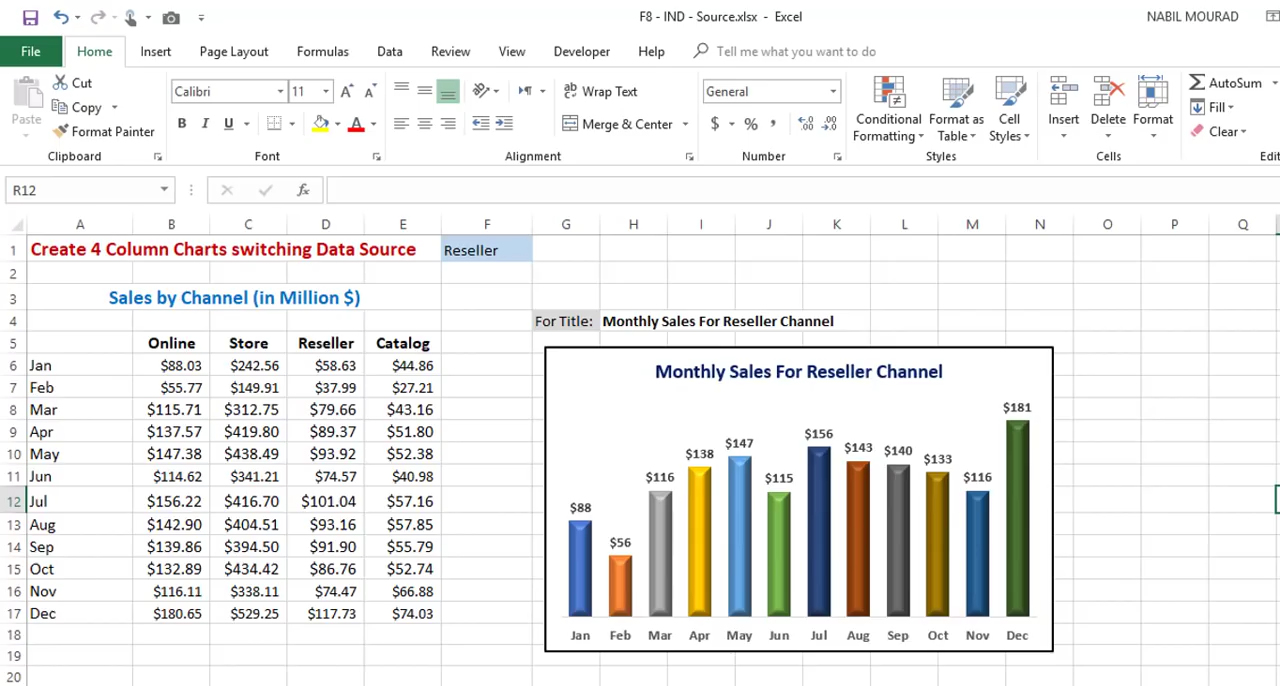 F8 - IND - Source.xlsx - Excel
NABIL MOURAD
File Home Insert Page Layout Formulas Data Review View Developer Help Tell me what you want to do
Paste
Cut
Copy
Format Painter
Clipboard
Calibri 11
B I U
Font
Wrap Text
Merge & Center
Alignment
General
$ % ,
Number
Conditional
Formatting
Format as
Table
Cell
Styles
Styles
Insert
Delete
Format
Cells
AutoSum
Fill
Clear
Edit
R12 fx
A B C D E F G H I J K L M N O P Q
1 Create 4 Column Charts switching Data Source Reseller
2
3 Sales by Channel (in Million $)
4 For Title: Monthly Sales For Reseller Channel
5 Online Store Reseller Catalog
6 Jan $88.03 $242.56 $58.63 $44.86
7 Feb $55.77 $149.91 $37.99 $27.21
8 Mar $115.71 $312.75 $79.66 $43.16
9 Apr $137.57 $419.80 $89.37 $51.80
10 May $147.38 $438.49 $93.92 $52.38
11 Jun $114.62 $341.21 $74.57 $40.98
12 Jul $156.22 $416.70 $101.04 $57.16
13 Aug $142.90 $404.51 $93.16 $57.85
14 Sep $139.86 $394.50 $91.90 $55.79
15 Oct $132.89 $434.42 $86.76 $52.74
16 Nov $116.11 $338.11 $74.47 $66.88
17 Dec $180.65 $529.25 $117.73 $74.03
18
19
20
Monthly Sales For Reseller Channel
$88 $56 $116 $138 $147 $115 $156 $143 $140 $133 $116 $181
Jan Feb Mar Apr May Jun Jul Aug Sep Oct Nov Dec